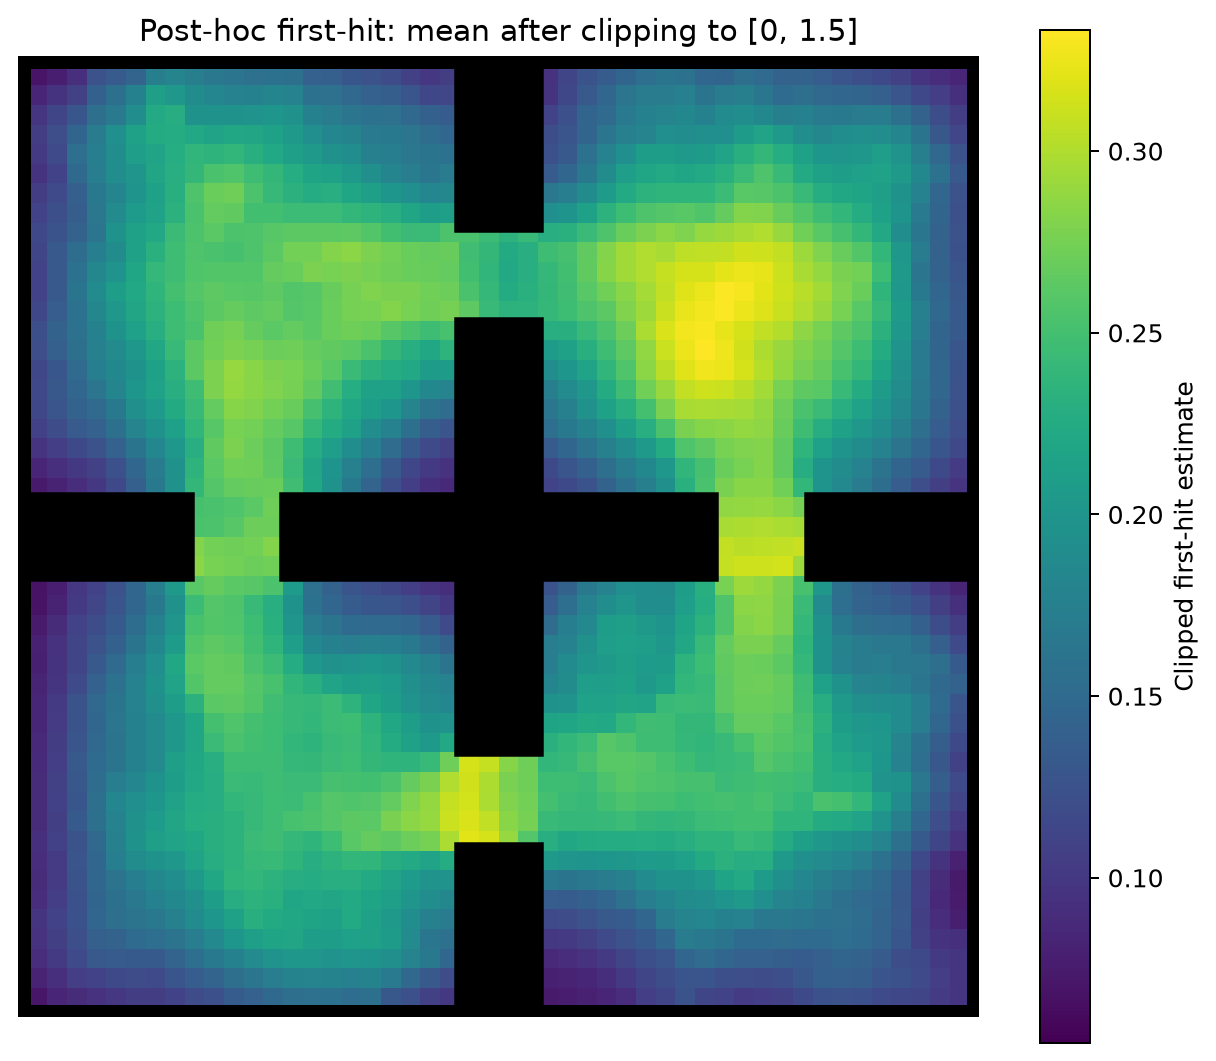 Post-hoc first-hit: mean after clipping to [0, 1.5]
0.30
0.25
0.20
0.15
0.10
Clipped first-hit estimate